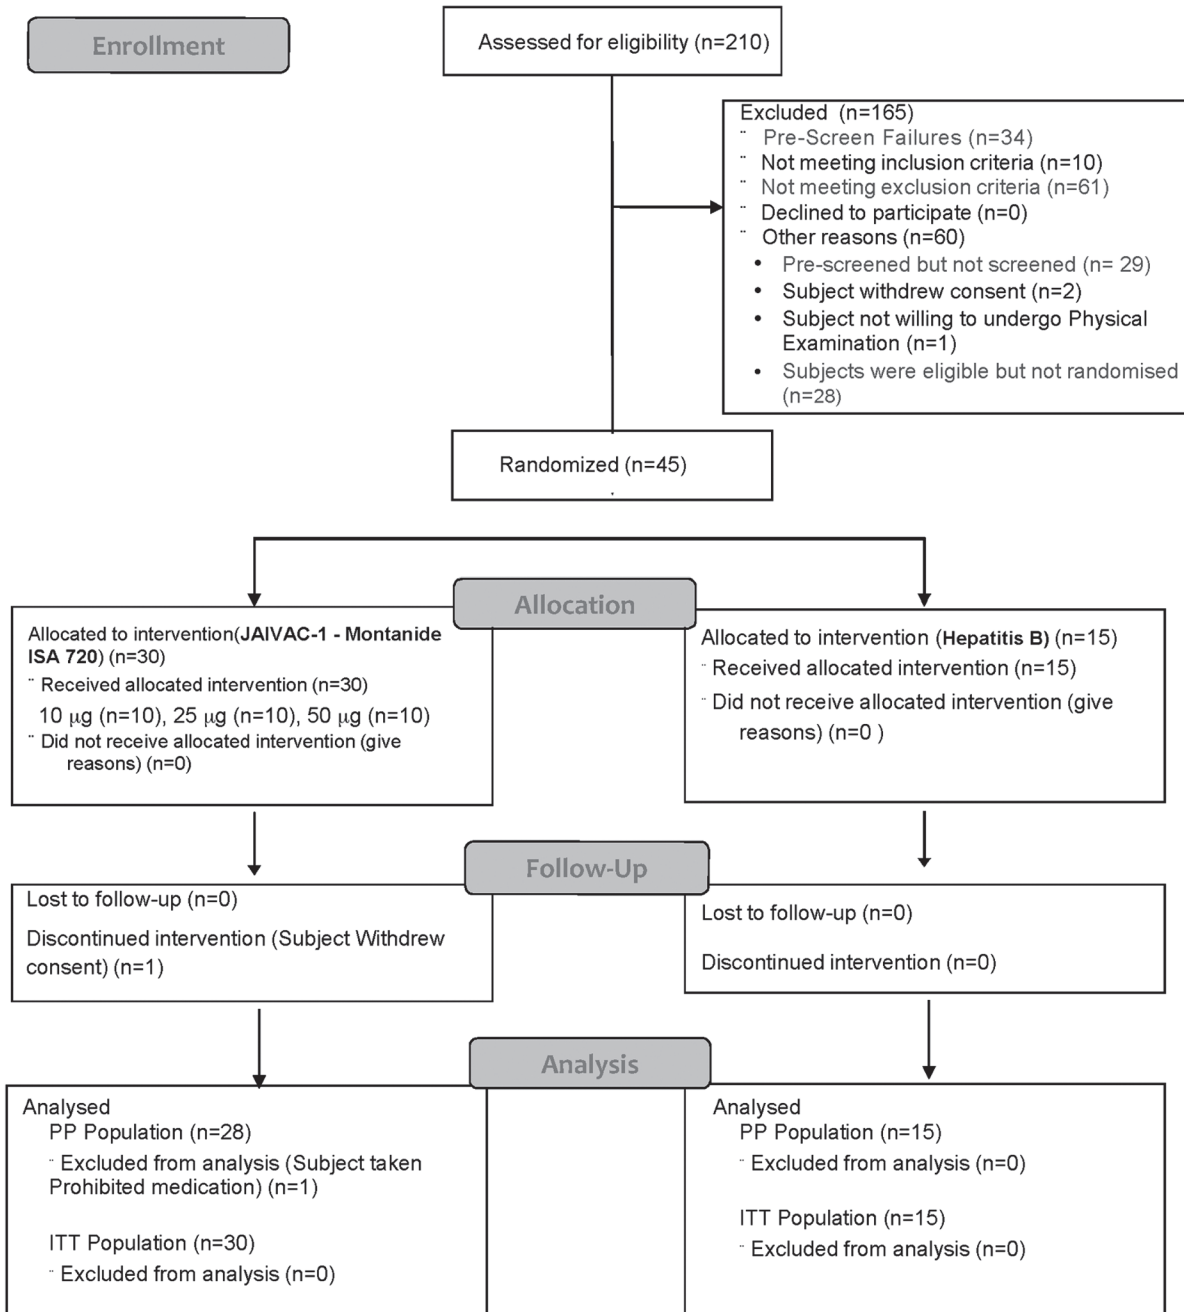 Enrollment
Assessed for eligibility (n=210)
Excluded (n=165)
¨ Pre-Screen Failures (n=34)
¨ Not meeting inclusion criteria (n=10)
¨ Not meeting exclusion criteria (n=61)
¨ Declined to participate (n=0)
¨ Other reasons (n=60)
• Pre-screened but not screened (n= 29)
• Subject withdrew consent (n=2)
• Subject not willing to undergo Physical
Examination (n=1)
• Subjects were eligible but not randomised
(n=28)
Randomized (n=45)
.
Allocation
Allocated to intervention(JAIVAC-1 - Montanide
ISA 720) (n=30)
¨ Received allocated intervention (n=30)
10 µg (n=10), 25 µg (n=10), 50 µg (n=10)
¨ Did not receive allocated intervention (give
reasons) (n=0)
Allocated to intervention (Hepatitis B) (n=15)
¨ Received allocated intervention (n=15)
¨ Did not receive allocated intervention (give
reasons) (n=0 )
Follow-Up
Lost to follow-up (n=0)
Discontinued intervention (Subject Withdrew
consent) (n=1)
Lost to follow-up (n=0)
Discontinued intervention (n=0)
Analysis
Analysed
PP Population (n=28)
¨ Excluded from analysis (Subject taken
Prohibited medication) (n=1)
ITT Population (n=30)
¨ Excluded from analysis (n=0)
Analysed
PP Population (n=15)
¨ Excluded from analysis (n=0)
ITT Population (n=15)
¨ Excluded from analysis (n=0)